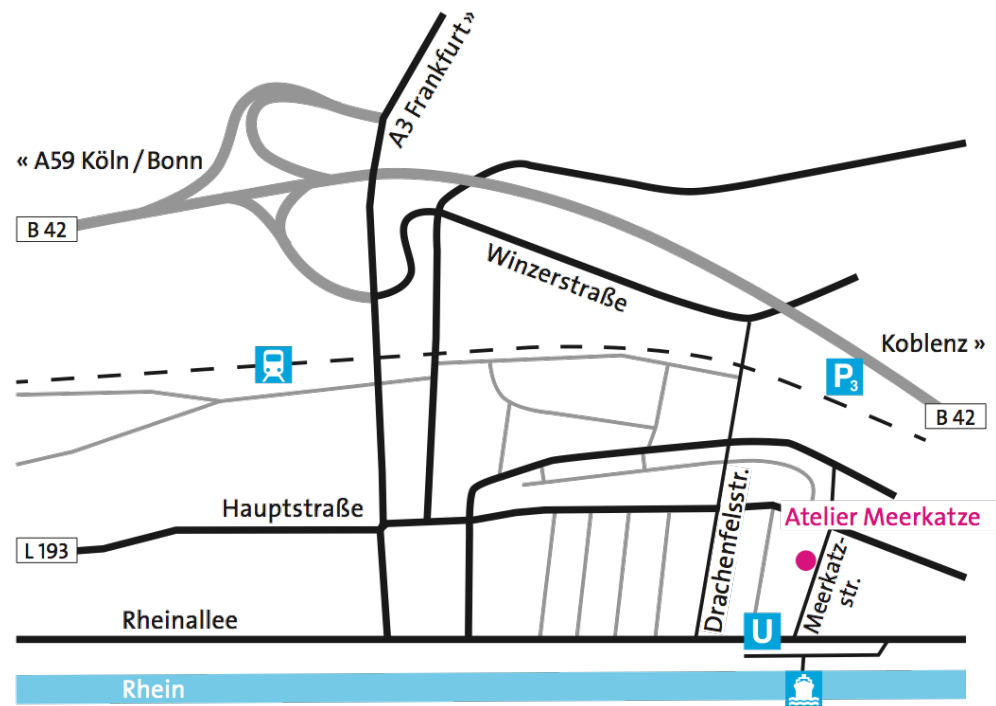 A3 Frankfurt »
« A59 Köln / Bonn
B 42
Winzerstraße
Koblenz »
P3
B 42
Hauptstraße
Drachenfelsstr.
Atelier Meerkatze
L 193
Meerkatz-
str.
Rheinallee
U
Rhein